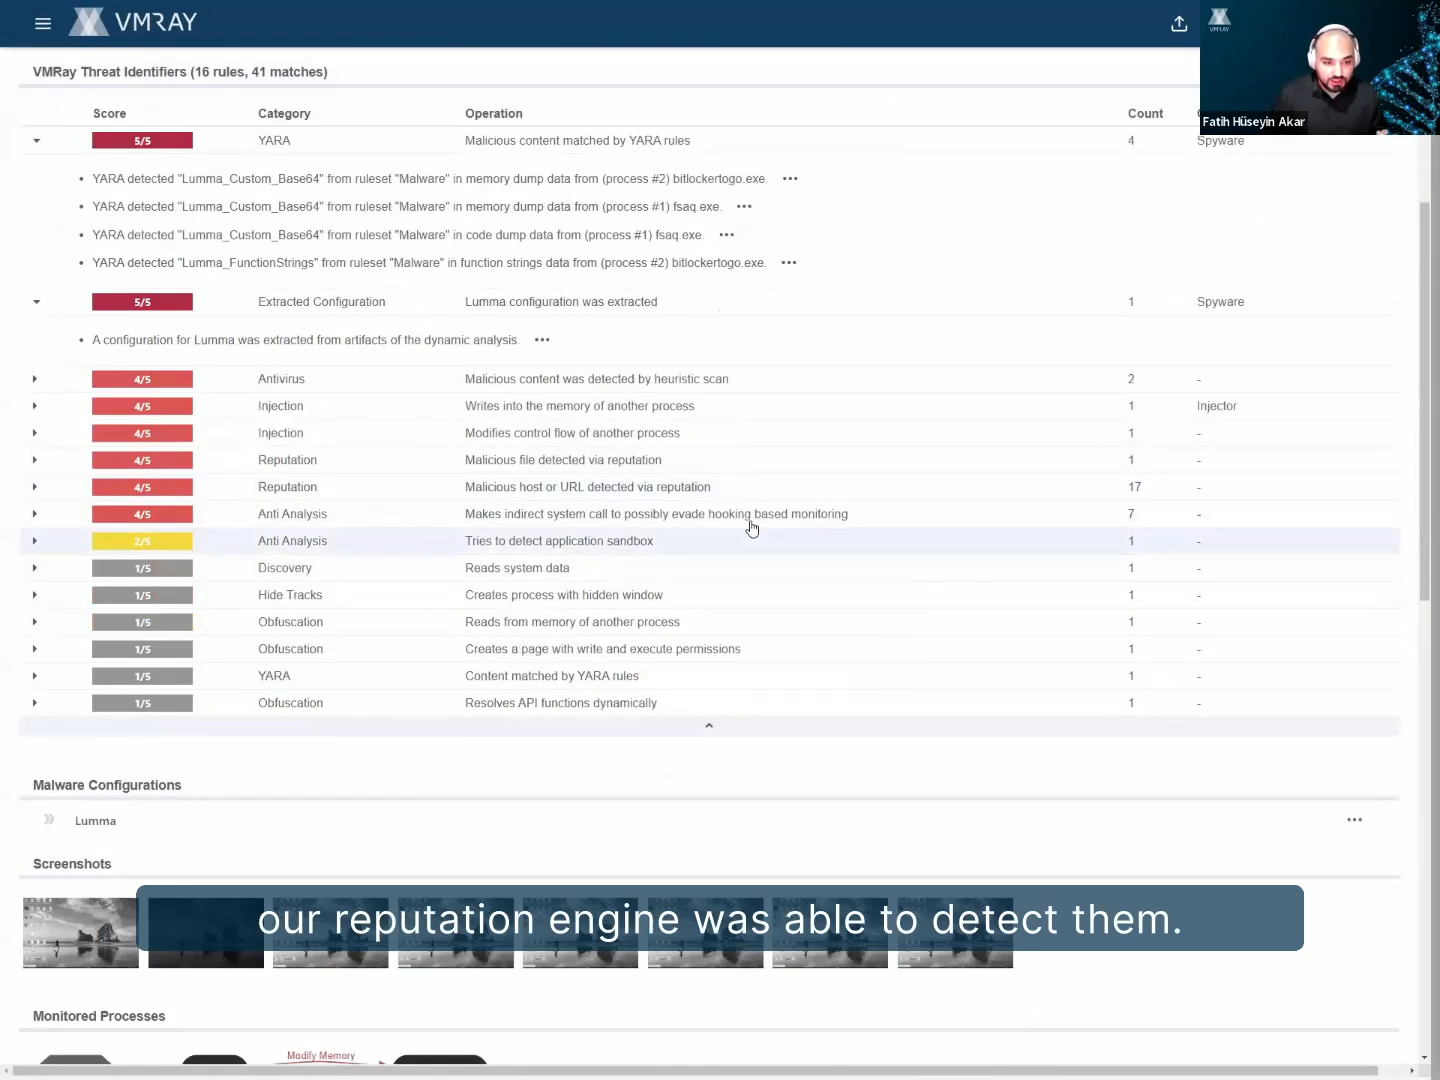 VMRAY
VMRAY
Fatih Hüseyin Akar
VMRay Threat Identifiers (16 rules, 41 matches)
Score Category Operation Count
5/5 YARA Malicious content matched by YARA rules 4 Spyware
• YARA detected "Lumma_Custom_Base64" from ruleset "Malware" in memory dump data from (process #2) bitlockertogo.exe. •••
• YARA detected "Lumma_Custom_Base64" from ruleset "Malware" in memory dump data from (process #1) fsaq.exe. •••
• YARA detected "Lumma_Custom_Base64" from ruleset "Malware" in code dump data from (process #1) fsaq.exe. •••
• YARA detected "Lumma_FunctionStrings" from ruleset "Malware" in function strings data from (process #2) bitlockertogo.exe. •••
5/5 Extracted Configuration Lumma configuration was extracted 1 Spyware
• A configuration for Lumma was extracted from artifacts of the dynamic analysis. •••
4/5 Antivirus Malicious content was detected by heuristic scan 2 -
4/5 Injection Writes into the memory of another process 1 Injector
4/5 Injection Modifies control flow of another process 1 -
4/5 Reputation Malicious file detected via reputation 1 -
4/5 Reputation Malicious host or URL detected via reputation 17 -
4/5 Anti Analysis Makes indirect system call to possibly evade hooking based monitoring 7 -
2/5 Anti Analysis Tries to detect application sandbox 1 -
1/5 Discovery Reads system data 1 -
1/5 Hide Tracks Creates process with hidden window 1 -
1/5 Obfuscation Reads from memory of another process 1 -
1/5 Obfuscation Creates a page with write and execute permissions 1 -
1/5 YARA Content matched by YARA rules 1 -
1/5 Obfuscation Resolves API functions dynamically 1 -
Malware Configurations
Lumma •••
Screenshots
our reputation engine was able to detect them.
Monitored Processes
Modify Memory